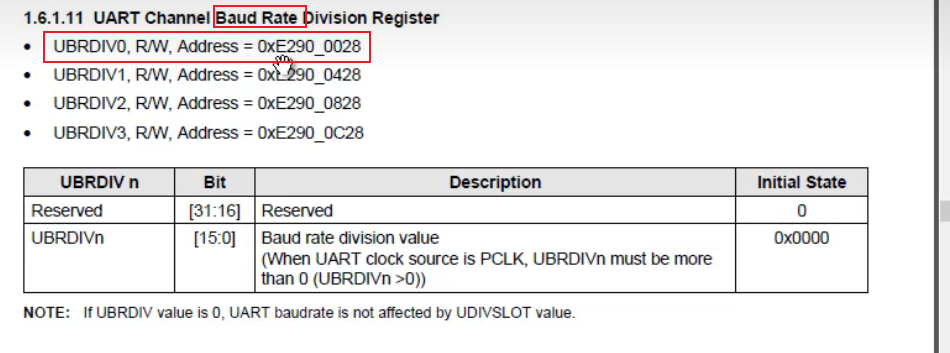 1.6.1.11 UART Channel Baud Rate Division Register
• UBRDIV0, R/W, Address = 0xE290_0028
• UBRDIV1, R/W, Address = 0xE290_0428
• UBRDIV2, R/W, Address = 0xE290_0828
• UBRDIV3, R/W, Address = 0xE290_0C28
UBRDIV n Bit Description Initial State
Reserved [31:16] Reserved 0
UBRDIVn [15:0] Baud rate division value 0x0000
(When UART clock source is PCLK, UBRDIVn must be more
than 0 (UBRDIVn >0))
NOTE: If UBRDIV value is 0, UART baudrate is not affected by UDIVSLOT value.